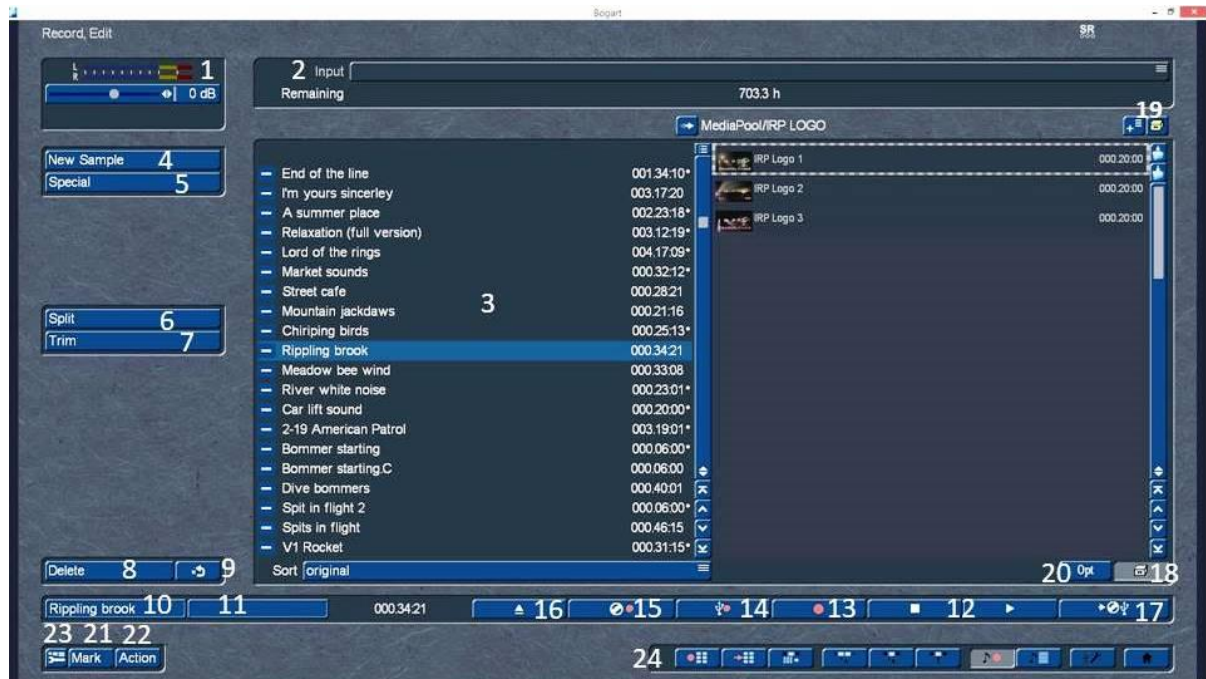 Bogart
Record, Edit
SR
L
R
1
0 dB
2 Input
Remaining 703.3 h
19
MediaPool/IRP LOGO
New Sample 4
Special 5
Split 6
Trim 7
End of the line 001.34:10*
I'm yours sincerley 003.17:20
A summer place 002.23:18*
Relaxation (full version) 003.12:19*
Lord of the rings 004.17:09*
Market sounds 000.32:12*
Street cafe 000.28:21
Mountain jackdaws 000.21:16
Chiriping birds 000.25:13*
Rippling brook 000.34:21
Meadow bee wind 000.33:08
River white noise 000.23:01*
Car lift sound 000.20:00*
2-19 American Patrol 003.19:01*
Bommer starting 000.06:00*
Bommer starting.C 000.06:00
Dive bommers 000.40:01
Spit in flight 2 000.06:00*
Spits in flight 000.46:15
V1 Rocket 000.31:15*
3
IRP Logo 1 000.20:00
IRP Logo 2 000.20:00
IRP Logo 3 000.20:00
Delete 8 9
Sort original
20 Opt 18
Rippling brook 10 11 000.34:21 16 15 14 13 12 17
23 21 22
Mark Action
24